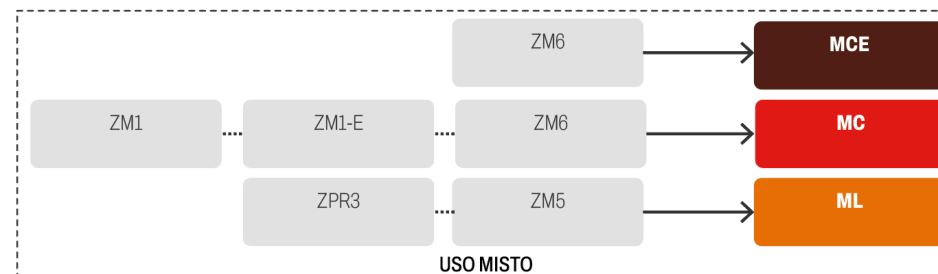 ZM6 MCE
ZM1 ZM1-E ZM6 MC
ZPR3 ZM5 ML
USO MISTO